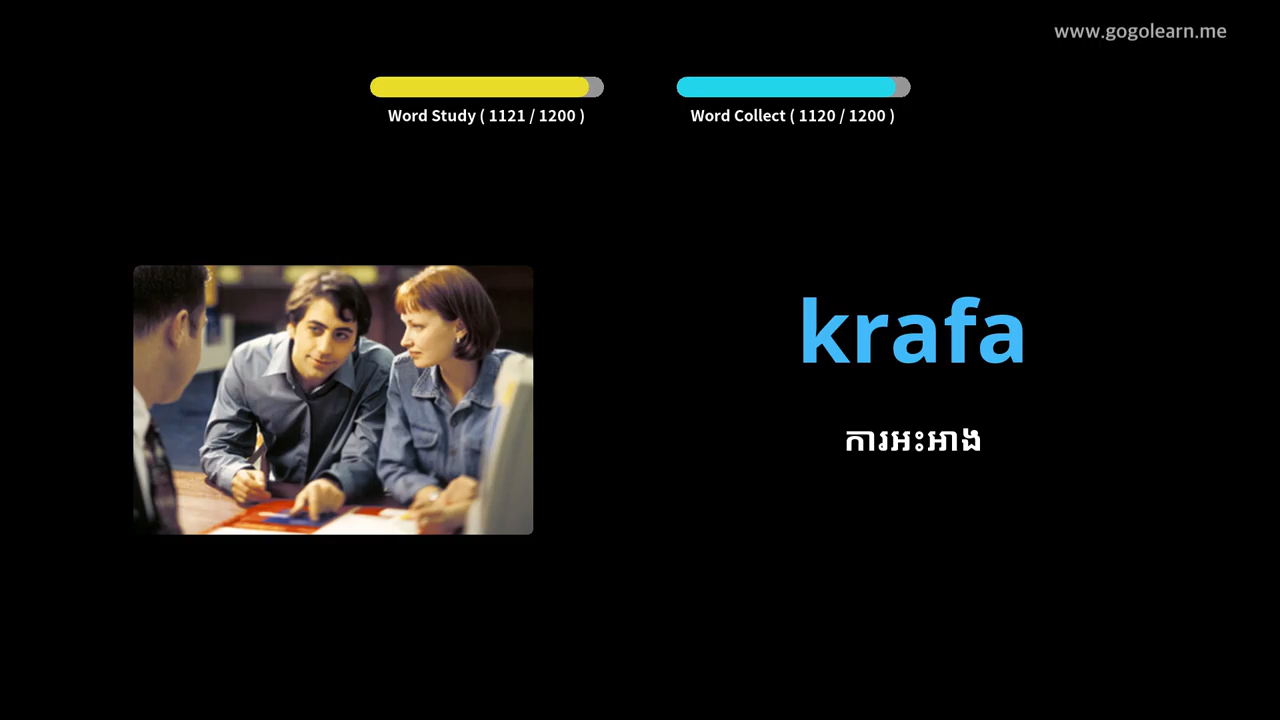 www.gogolearn.me
Word Study ( 1121 / 1200 )
Word Collect ( 1120 / 1200 )
krafa
ការអះអាង